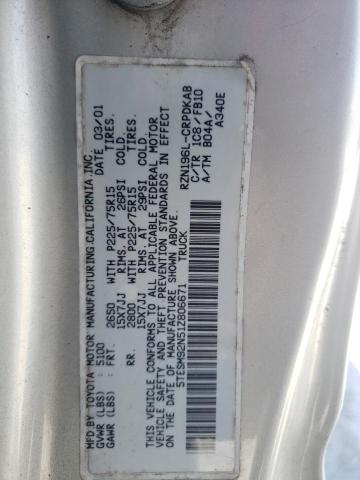 MFD BY TOYOTA MOTOR MANUFACTURING, CALIFORNIA, INC.
GVWR (LBS) : 5100 DATE 03/01
GAWR (LBS) : FRT. 2650 WITH P225/75R15 TIRES.
15X7JJ RIMS. AT 26PSI COLD.
RR. 2800 WITH P225/75R15 TIRES.
15X7JJ RIMS. AT 29PSI COLD.
THIS VEHICLE CONFORMS TO ALL APPLICABLE FEDERAL MOTOR
VEHICLE SAFETY AND THEFT PREVENTION STANDARDS IN EFFECT
ON THE DATE OF MANUFACTURE SHOWN ABOVE.
5TESM92N51Z806671 TRUCK
RZN196L-CRPDKAB
C/TR 1C8/FB10
A/TM B04A/
A340E